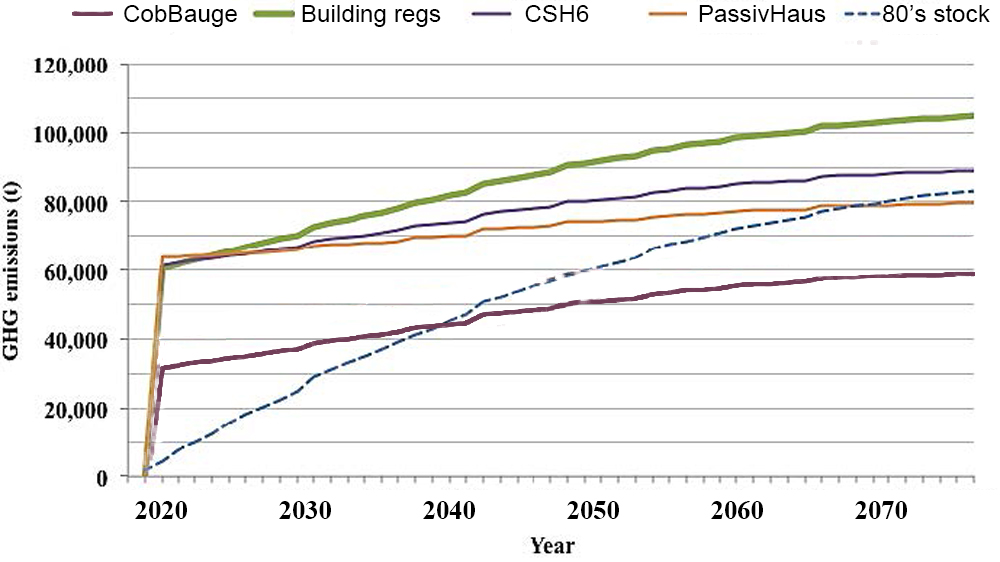 CobBauge Building regs CSH6 PassivHaus 80's stock
120,000
100,000
80,000
60,000
40,000
20,000
0
GHG emissions (t)
2020 2030 2040 2050 2060 2070
Year